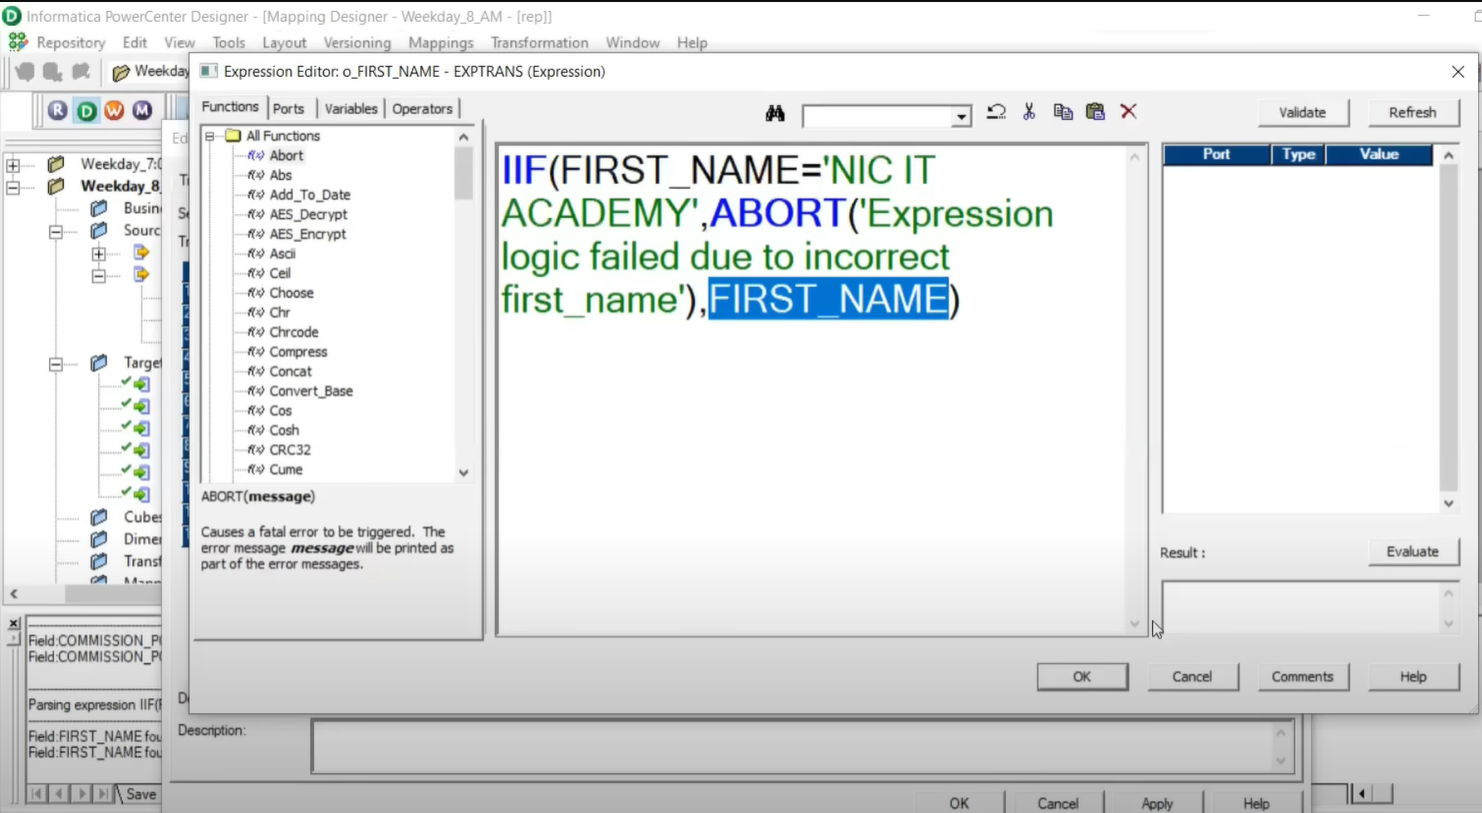 Informatica PowerCenter Designer - [Mapping Designer - Weekday_8_AM - [rep]]
Repository Edit View Tools Layout Versioning Mappings Transformation Window Help
Weekday
Expression Editor: o_FIRST_NAME - EXPTRANS (Expression)
R D W M
Functions Ports Variables Operators
Validate Refresh
All Functions
Abort
Abs
Add_To_Date
AES_Decrypt
AES_Encrypt
Ascii
Ceil
Choose
Chr
Chrcode
Compress
Concat
Convert_Base
Cos
Cosh
CRC32
Cume
ABORT(message)
Causes a fatal error to be triggered. The
error message message will be printed as
part of the error messages.
IIF(FIRST_NAME='NIC IT
ACADEMY',ABORT('Expression
logic failed due to incorrect
first_name'),FIRST_NAME)
Port Type Value
Result :
Evaluate
OK Cancel Comments Help
Weekday_7:0
Weekday_8_
Busin
Sourc
Targe
Cubes
Dimen
Transf
Field:COMMISSION_P
Field:COMMISSION_P
Parsing expression IIF(F
Field:FIRST_NAME fou
Field:FIRST_NAME fou
Save
Description:
OK Cancel Apply Help